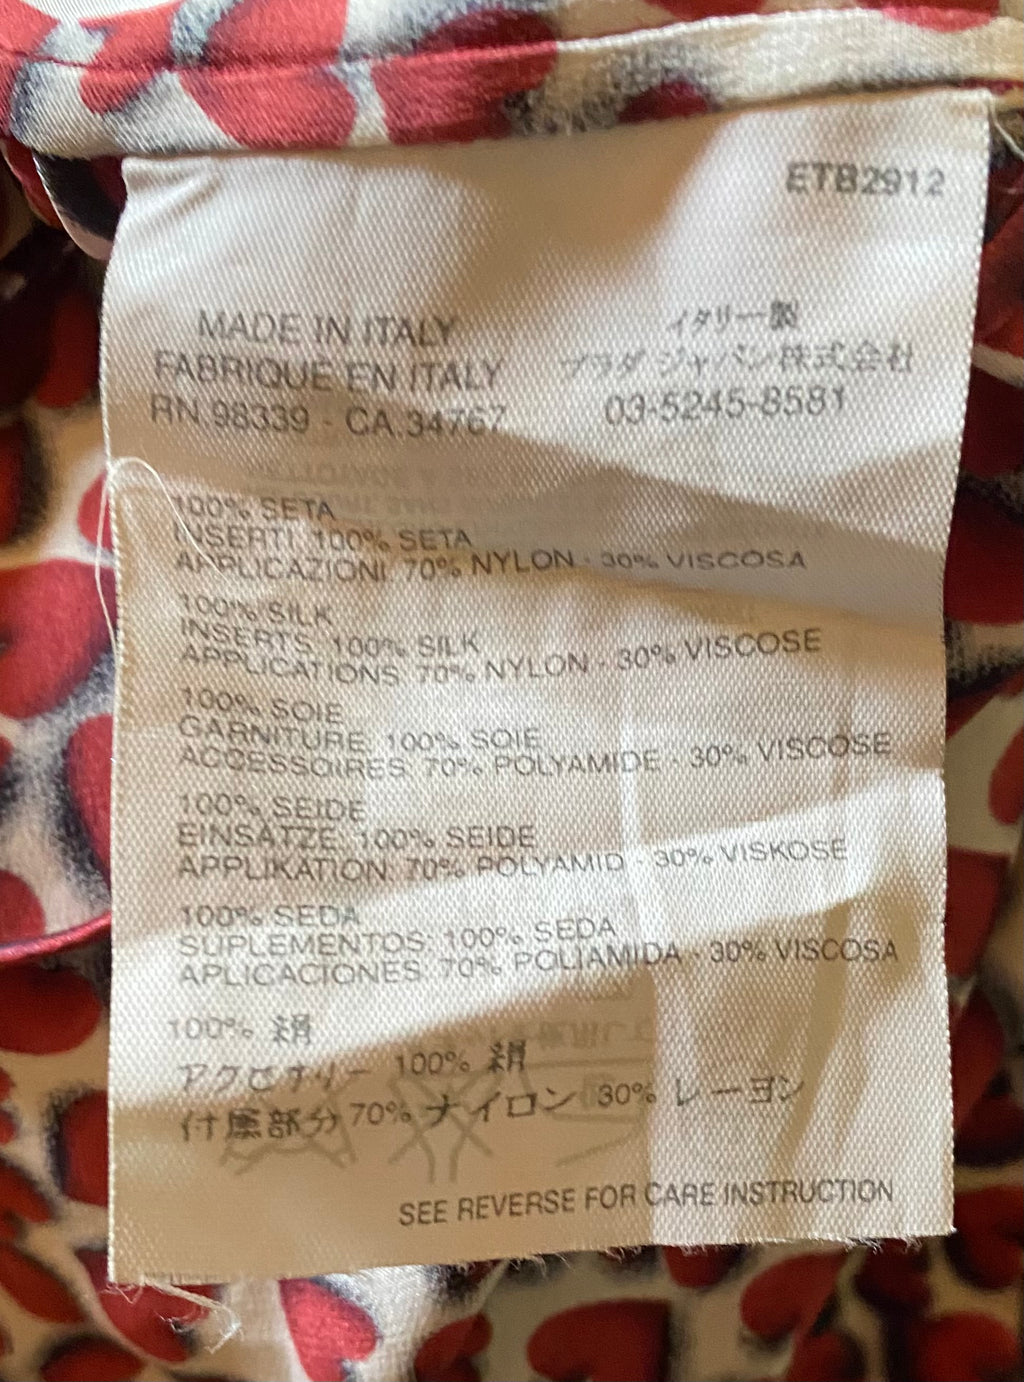 ETB2912
MADE IN ITALY
FABRIQUE EN ITALY
RN.98339 - CA.34767
イタリー製
プラダ ジャパン株式会社
03-5245-8581
100% SETA
INSERTI: 100% SETA
APPLICAZIONI: 70% NYLON - 30% VISCOSA
100% SILK
INSERTS: 100% SILK
APPLICATIONS: 70% NYLON - 30% VISCOSE
100% SOIE
GARNITURE: 100% SOIE
ACCESSOIRES: 70% POLYAMIDE - 30% VISCOSE
100% SEIDE
EINSÄTZE: 100% SEIDE
APPLIKATION: 70% POLYAMID - 30% VISKOSE
100% SEDA
SUPLEMENTOS: 100% SEDA
APLICACIONES: 70% POLIAMIDA - 30% VISCOSA
100% 絹
アクセサリー 100% 絹
付属部分 70% ナイロン 30% レーヨン
SEE REVERSE FOR CARE INSTRUCTION